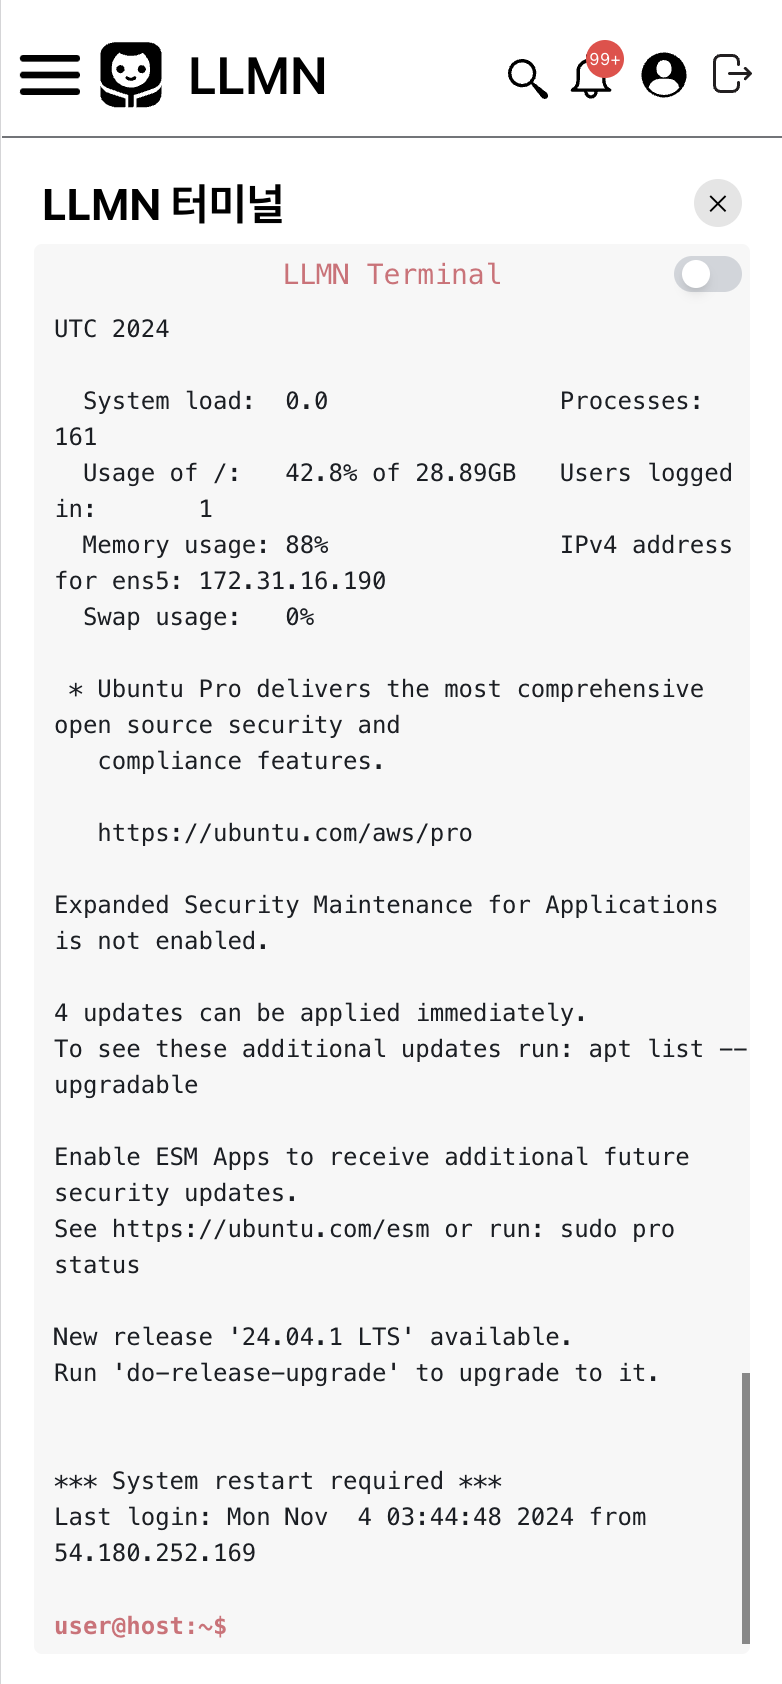 LLMN
99+
LLMN 터미널
LLMN Terminal
UTC 2024
  System load:  0.0                Processes:
161
  Usage of /:   42.8% of 28.89GB   Users logged
in:       1
  Memory usage: 88%                IPv4 address
for ens5: 172.31.16.190
  Swap usage:   0%
 * Ubuntu Pro delivers the most comprehensive
open source security and
   compliance features.
   https://ubuntu.com/aws/pro
Expanded Security Maintenance for Applications
is not enabled.
4 updates can be applied immediately.
To see these additional updates run: apt list --
upgradable
Enable ESM Apps to receive additional future
security updates.
See https://ubuntu.com/esm or run: sudo pro
status
New release '24.04.1 LTS' available.
Run 'do-release-upgrade' to upgrade to it.
*** System restart required ***
Last login: Mon Nov  4 03:44:48 2024 from
54.180.252.169
user@host:~$